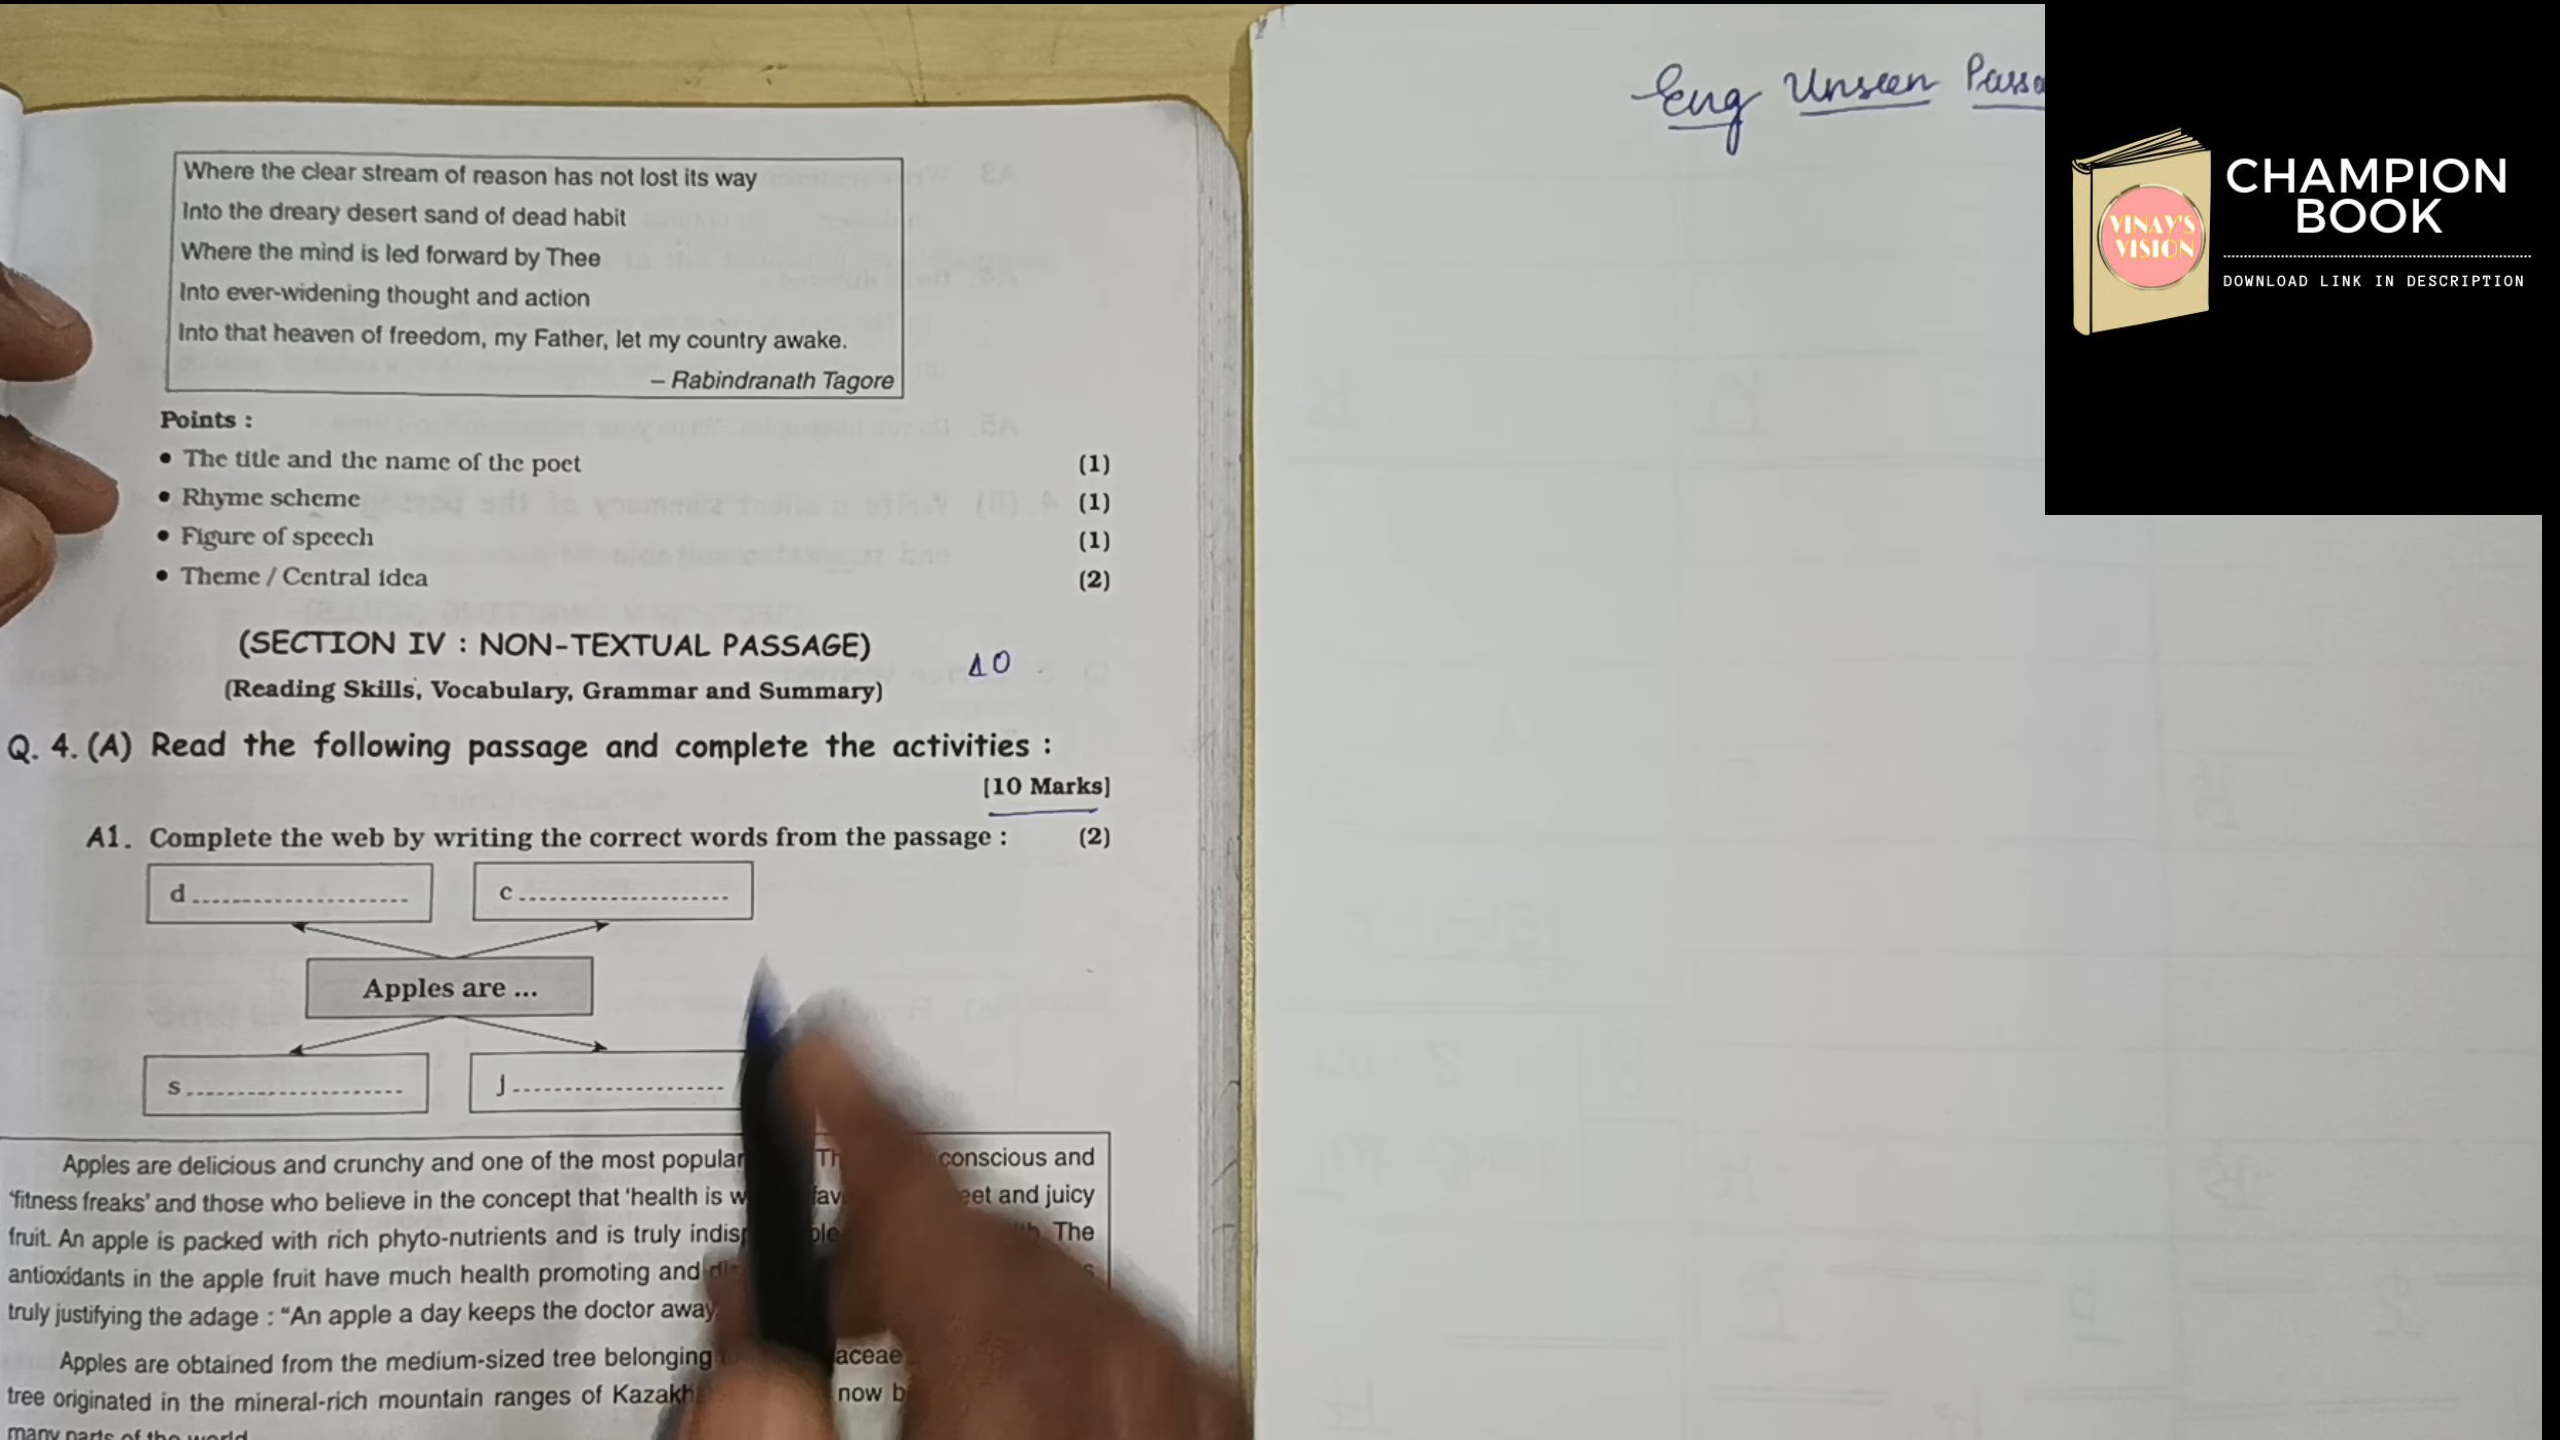 Eng Unseen
CHAMPION
BOOK
VINAY'S
VISION
DOWNLOAD LINK IN DESCRIPTION
Where the clear stream of reason has not lost its way
Into the dreary desert sand of dead habit
Where the mind is led forward by Thee
Into ever-widening thought and action
Into that heaven of freedom, my Father, let my country awake.
– Rabindranath Tagore
Points :
• The title and the name of the poet (1)
• Rhyme scheme (1)
• Figure of speech (1)
• Theme / Central idea (2)
(SECTION IV : NON-TEXTUAL PASSAGE) 10
(Reading Skills, Vocabulary, Grammar and Summary)
Q. 4. (A) Read the following passage and complete the activities :
[10 Marks]
A1. Complete the web by writing the correct words from the passage : (2)
d
c
Apples are ...
s
j
Apples are delicious and crunchy and one of the most popular conscious and
'fitness freaks' and those who believe in the concept that 'health is and juicy
fruit. An apple is packed with rich phyto-nutrients and is truly The
antioxidants in the apple fruit have much health promoting and
truly justifying the adage : "An apple a day keeps the doctor away
Apples are obtained from the medium-sized tree belonging
tree originated in the mineral-rich mountain ranges of now
many parts of the world